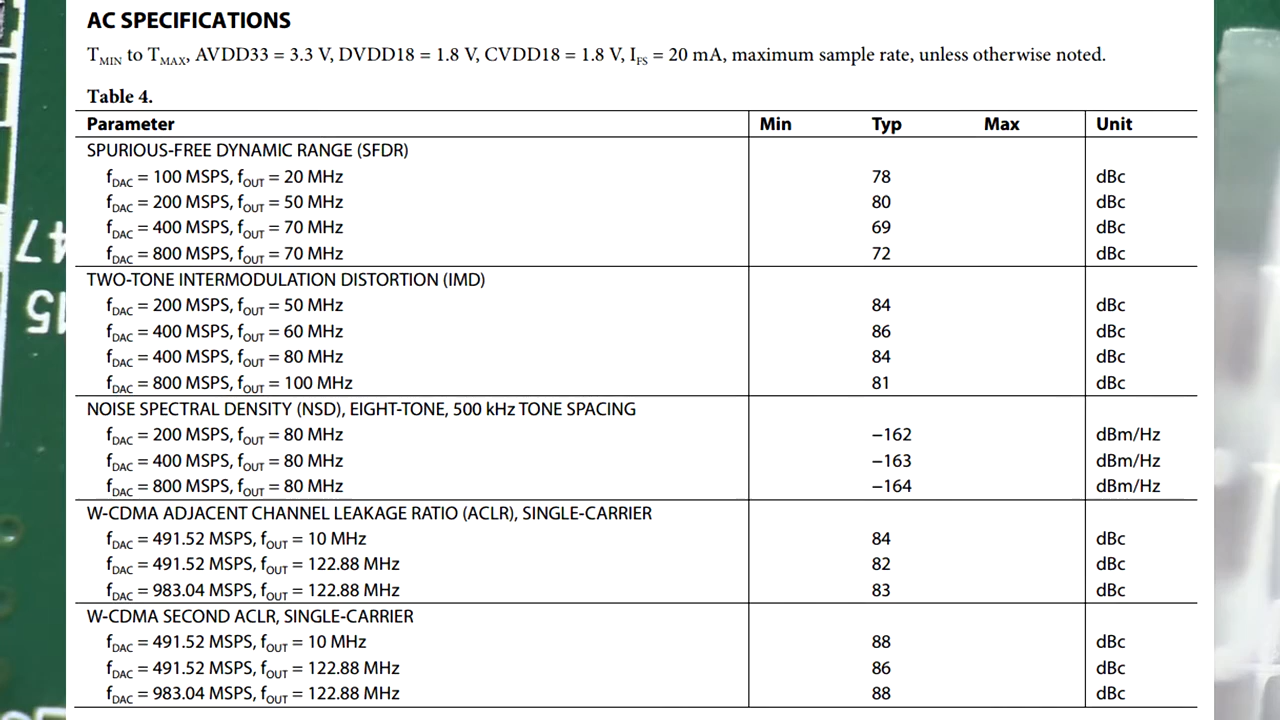 AC SPECIFICATIONS
TMIN to TMAX, AVDD33 = 3.3 V, DVDD18 = 1.8 V, CVDD18 = 1.8 V, IFS = 20 mA, maximum sample rate, unless otherwise noted.
Table 4.
Parameter Min Typ Max Unit
SPURIOUS-FREE DYNAMIC RANGE (SFDR)
fDAC = 100 MSPS, fOUT = 20 MHz 78 dBc
fDAC = 200 MSPS, fOUT = 50 MHz 80 dBc
fDAC = 400 MSPS, fOUT = 70 MHz 69 dBc
fDAC = 800 MSPS, fOUT = 70 MHz 72 dBc
TWO-TONE INTERMODULATION DISTORTION (IMD)
fDAC = 200 MSPS, fOUT = 50 MHz 84 dBc
fDAC = 400 MSPS, fOUT = 60 MHz 86 dBc
fDAC = 400 MSPS, fOUT = 80 MHz 84 dBc
fDAC = 800 MSPS, fOUT = 100 MHz 81 dBc
NOISE SPECTRAL DENSITY (NSD), EIGHT-TONE, 500 kHz TONE SPACING
fDAC = 200 MSPS, fOUT = 80 MHz −162 dBm/Hz
fDAC = 400 MSPS, fOUT = 80 MHz −163 dBm/Hz
fDAC = 800 MSPS, fOUT = 80 MHz −164 dBm/Hz
W-CDMA ADJACENT CHANNEL LEAKAGE RATIO (ACLR), SINGLE-CARRIER
fDAC = 491.52 MSPS, fOUT = 10 MHz 84 dBc
fDAC = 491.52 MSPS, fOUT = 122.88 MHz 82 dBc
fDAC = 983.04 MSPS, fOUT = 122.88 MHz 83 dBc
W-CDMA SECOND ACLR, SINGLE-CARRIER
fDAC = 491.52 MSPS, fOUT = 10 MHz 88 dBc
fDAC = 491.52 MSPS, fOUT = 122.88 MHz 86 dBc
fDAC = 983.04 MSPS, fOUT = 122.88 MHz 88 dBc